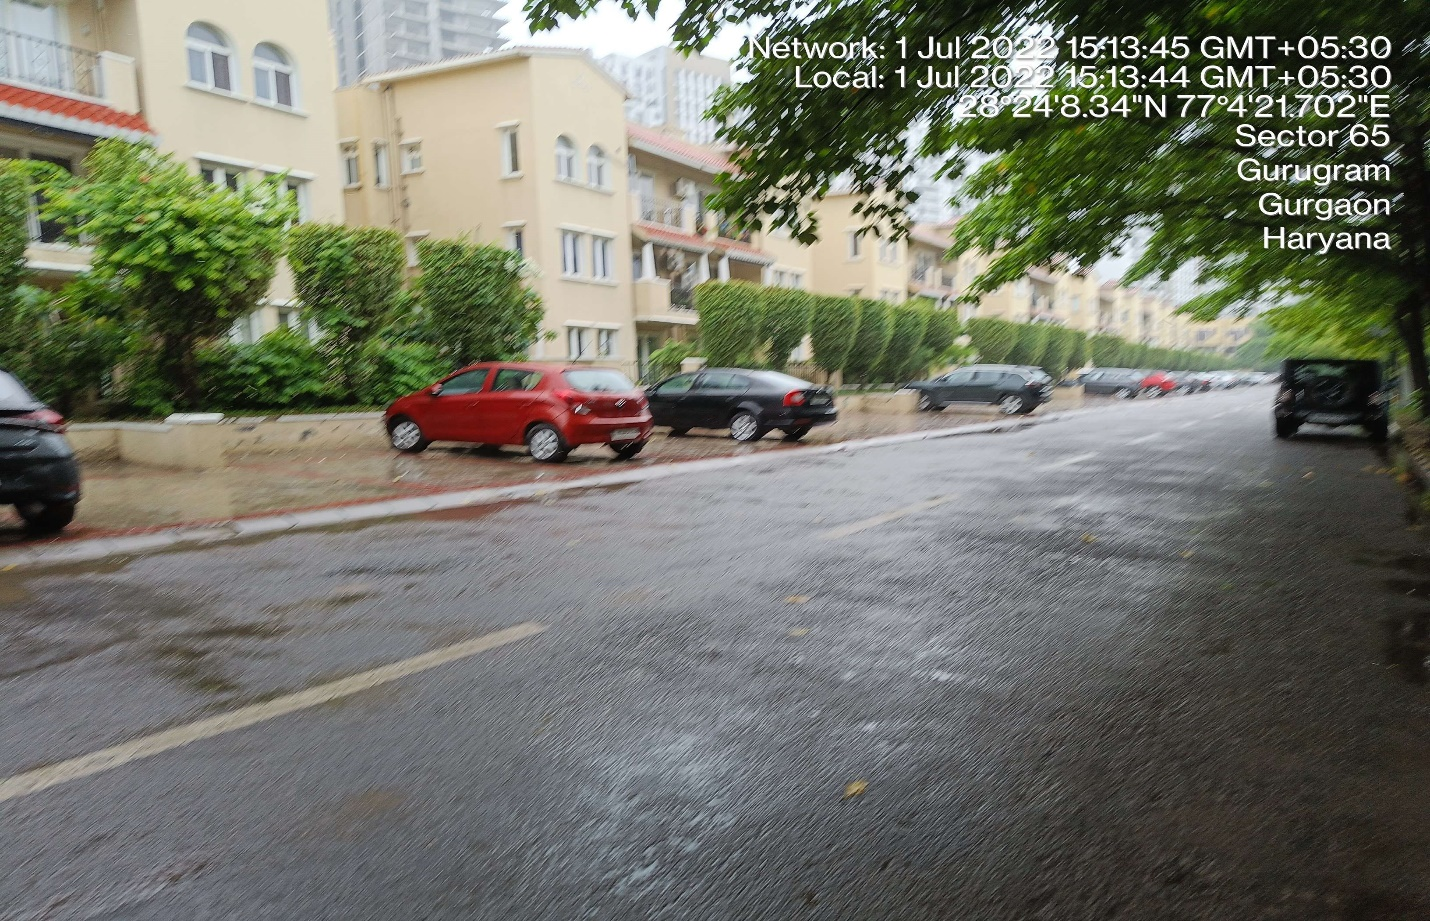 Network: 1 Jul 2022 15:13:45 GMT+05:30
Local: 1 Jul 2022 15:13:44 GMT+05:30
28°24'8.34"N 77°4'21.702"E
Sector 65
Gurugram
Gurgaon
Haryana